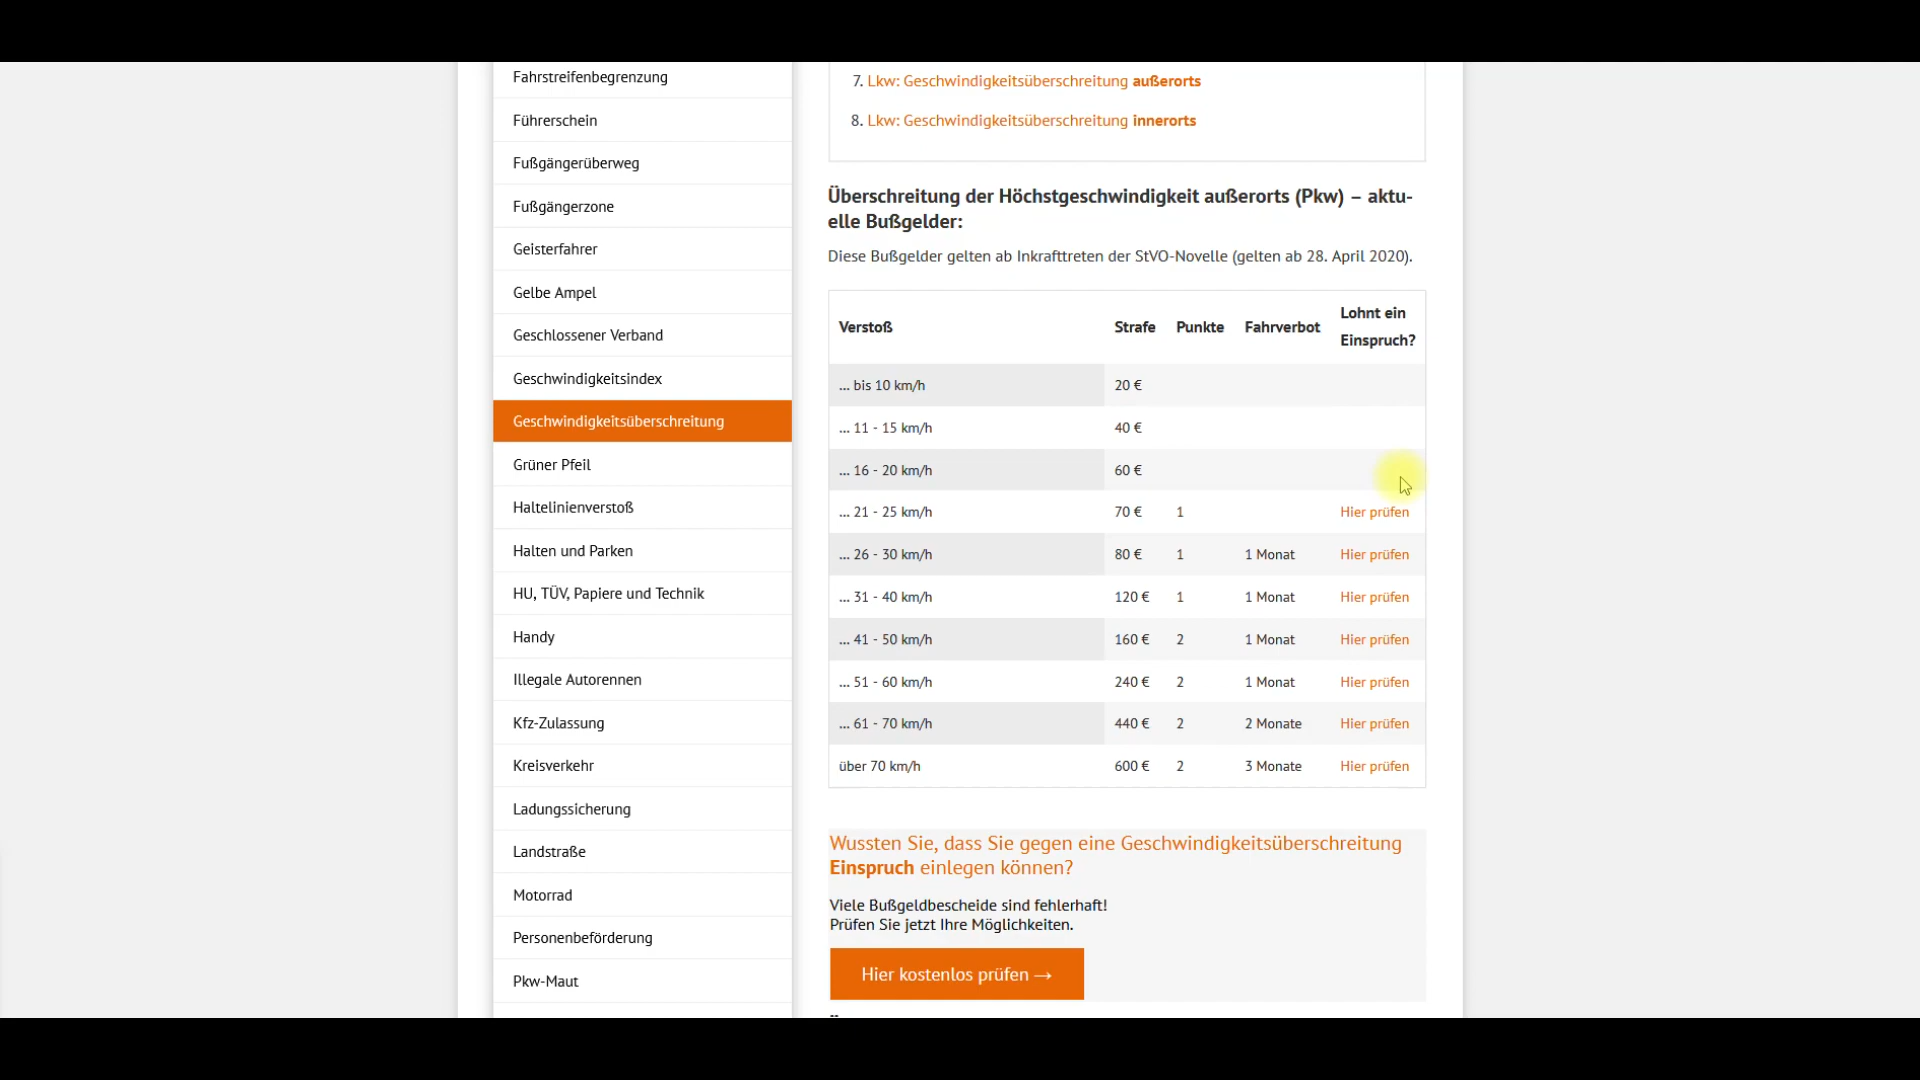 Fahrstreifenbegrenzung
Führerschein
Fußgängerüberweg
Fußgängerzone
Geisterfahrer
Gelbe Ampel
Geschlossener Verband
Geschwindigkeitsindex
Geschwindigkeitsüberschreitung
Grüner Pfeil
Haltelinienverstoß
Halten und Parken
HU, TÜV, Papiere und Technik
Handy
Illegale Autorennen
Kfz-Zulassung
Kreisverkehr
Ladungssicherung
Landstraße
Motorrad
Personenbeförderung
Pkw-Maut
7. Lkw: Geschwindigkeitsüberschreitung außerorts
8. Lkw: Geschwindigkeitsüberschreitung innerorts
Überschreitung der Höchstgeschwindigkeit außerorts (Pkw) – aktu-
elle Bußgelder:
Diese Bußgelder gelten ab Inkrafttreten der StVO-Novelle (gelten ab 28. April 2020).
Verstoß Strafe Punkte Fahrverbot Lohnt ein
Einspruch?
... bis 10 km/h 20 €
... 11 - 15 km/h 40 €
... 16 - 20 km/h 60 €
... 21 - 25 km/h 70 € 1 Hier prüfen
... 26 - 30 km/h 80 € 1 1 Monat Hier prüfen
... 31 - 40 km/h 120 € 1 1 Monat Hier prüfen
... 41 - 50 km/h 160 € 2 1 Monat Hier prüfen
... 51 - 60 km/h 240 € 2 1 Monat Hier prüfen
... 61 - 70 km/h 440 € 2 2 Monate Hier prüfen
über 70 km/h 600 € 2 3 Monate Hier prüfen
Wussten Sie, dass Sie gegen eine Geschwindigkeitsüberschreitung
Einspruch einlegen können?
Viele Bußgeldbescheide sind fehlerhaft!
Prüfen Sie jetzt Ihre Möglichkeiten.
Hier kostenlos prüfen →